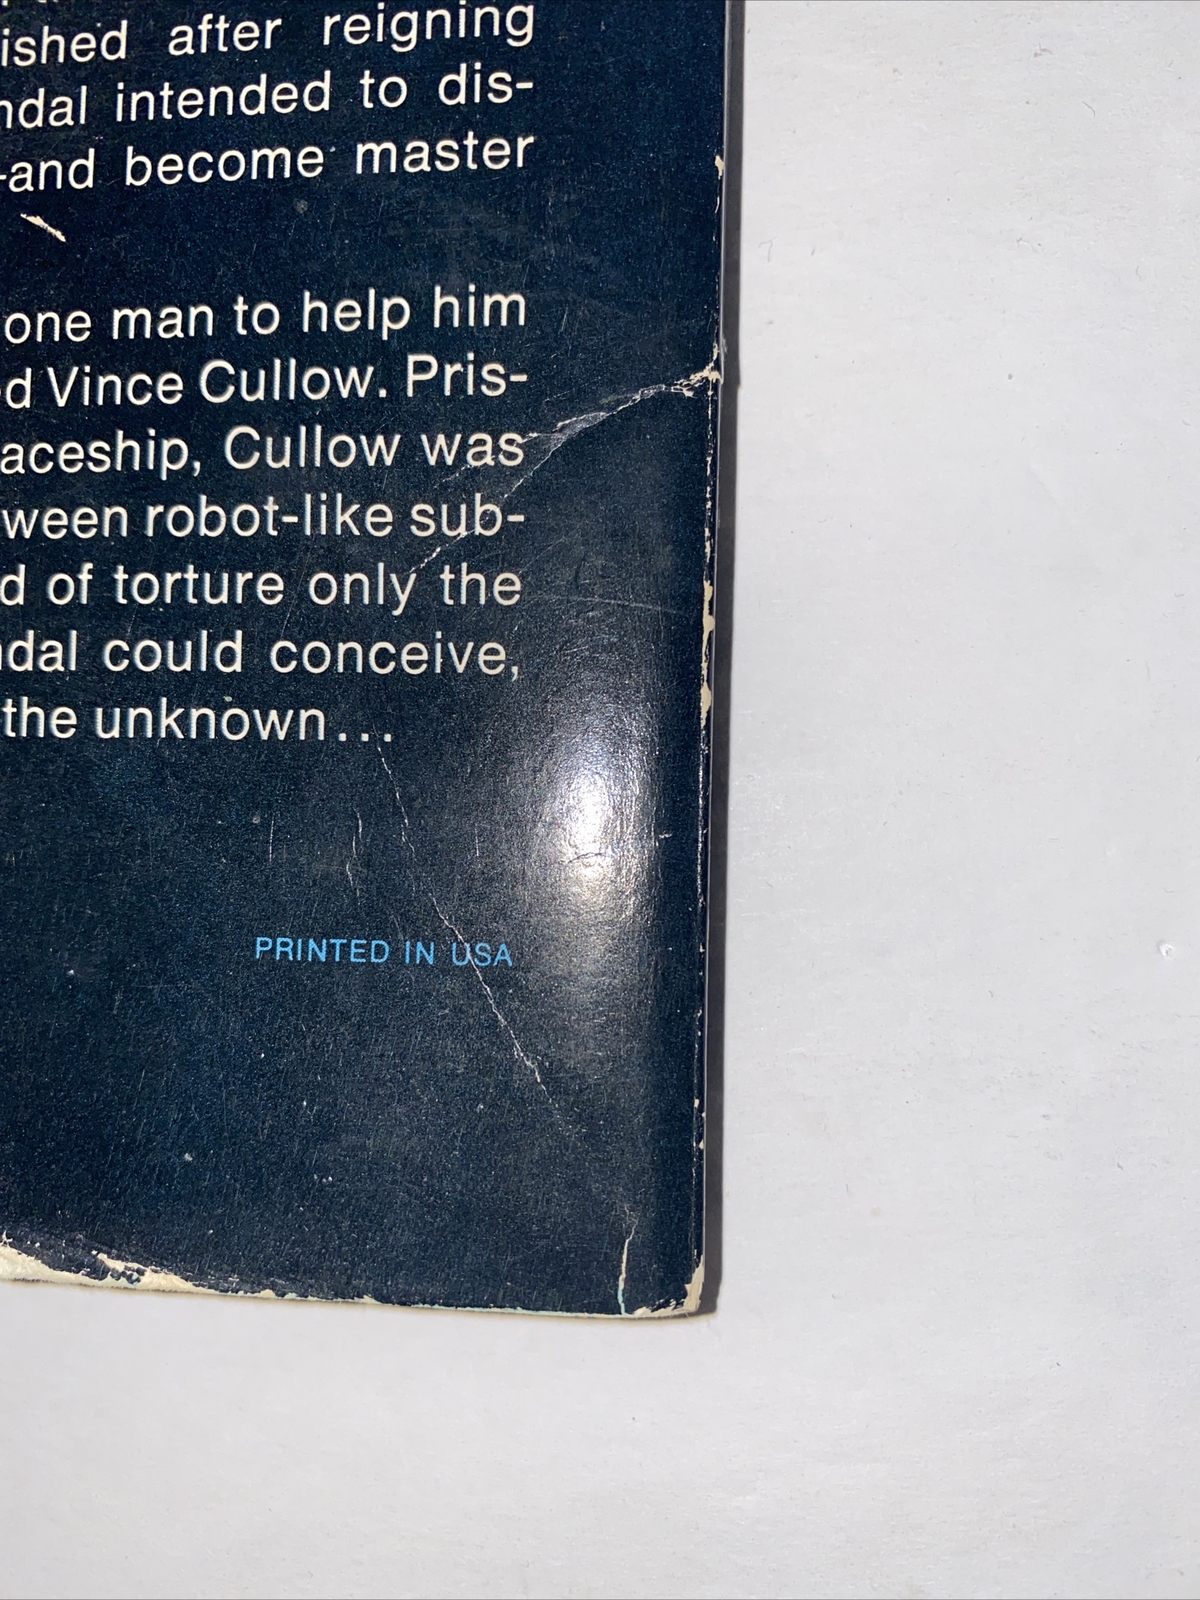 ished after reigning
ndal intended to dis-
-and become master
one man to help him
d Vince Cullow. Pris-
aceship, Cullow was
ween robot-like sub-
d of torture only the
ndal could conceive,
the unknown...
PRINTED IN USA